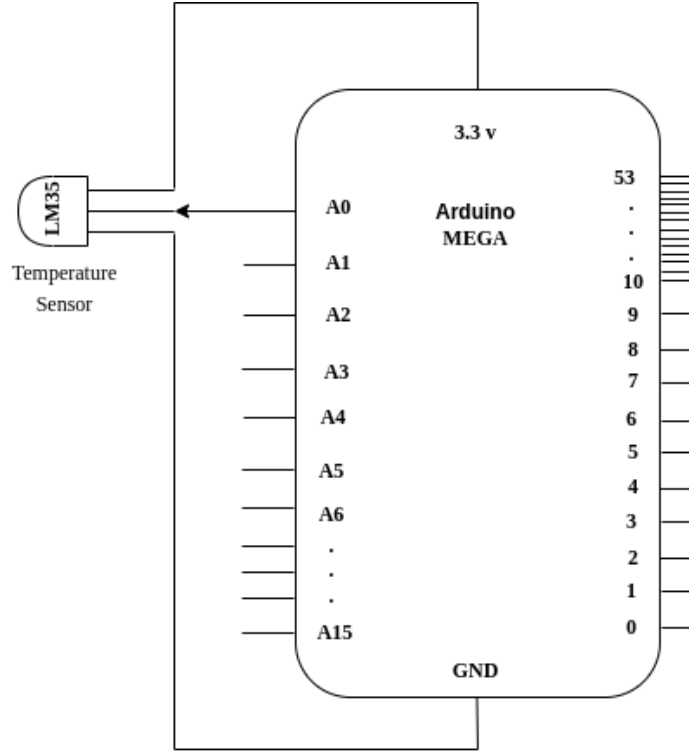 3.3 v
LM35
Temperature
Sensor
Arduino
MEGA
A0
A1
A2
A3
A4
A5
A6
.
.
.
A15
53
.
.
.
10
9
8
7
6
5
4
3
2
1
0
GND